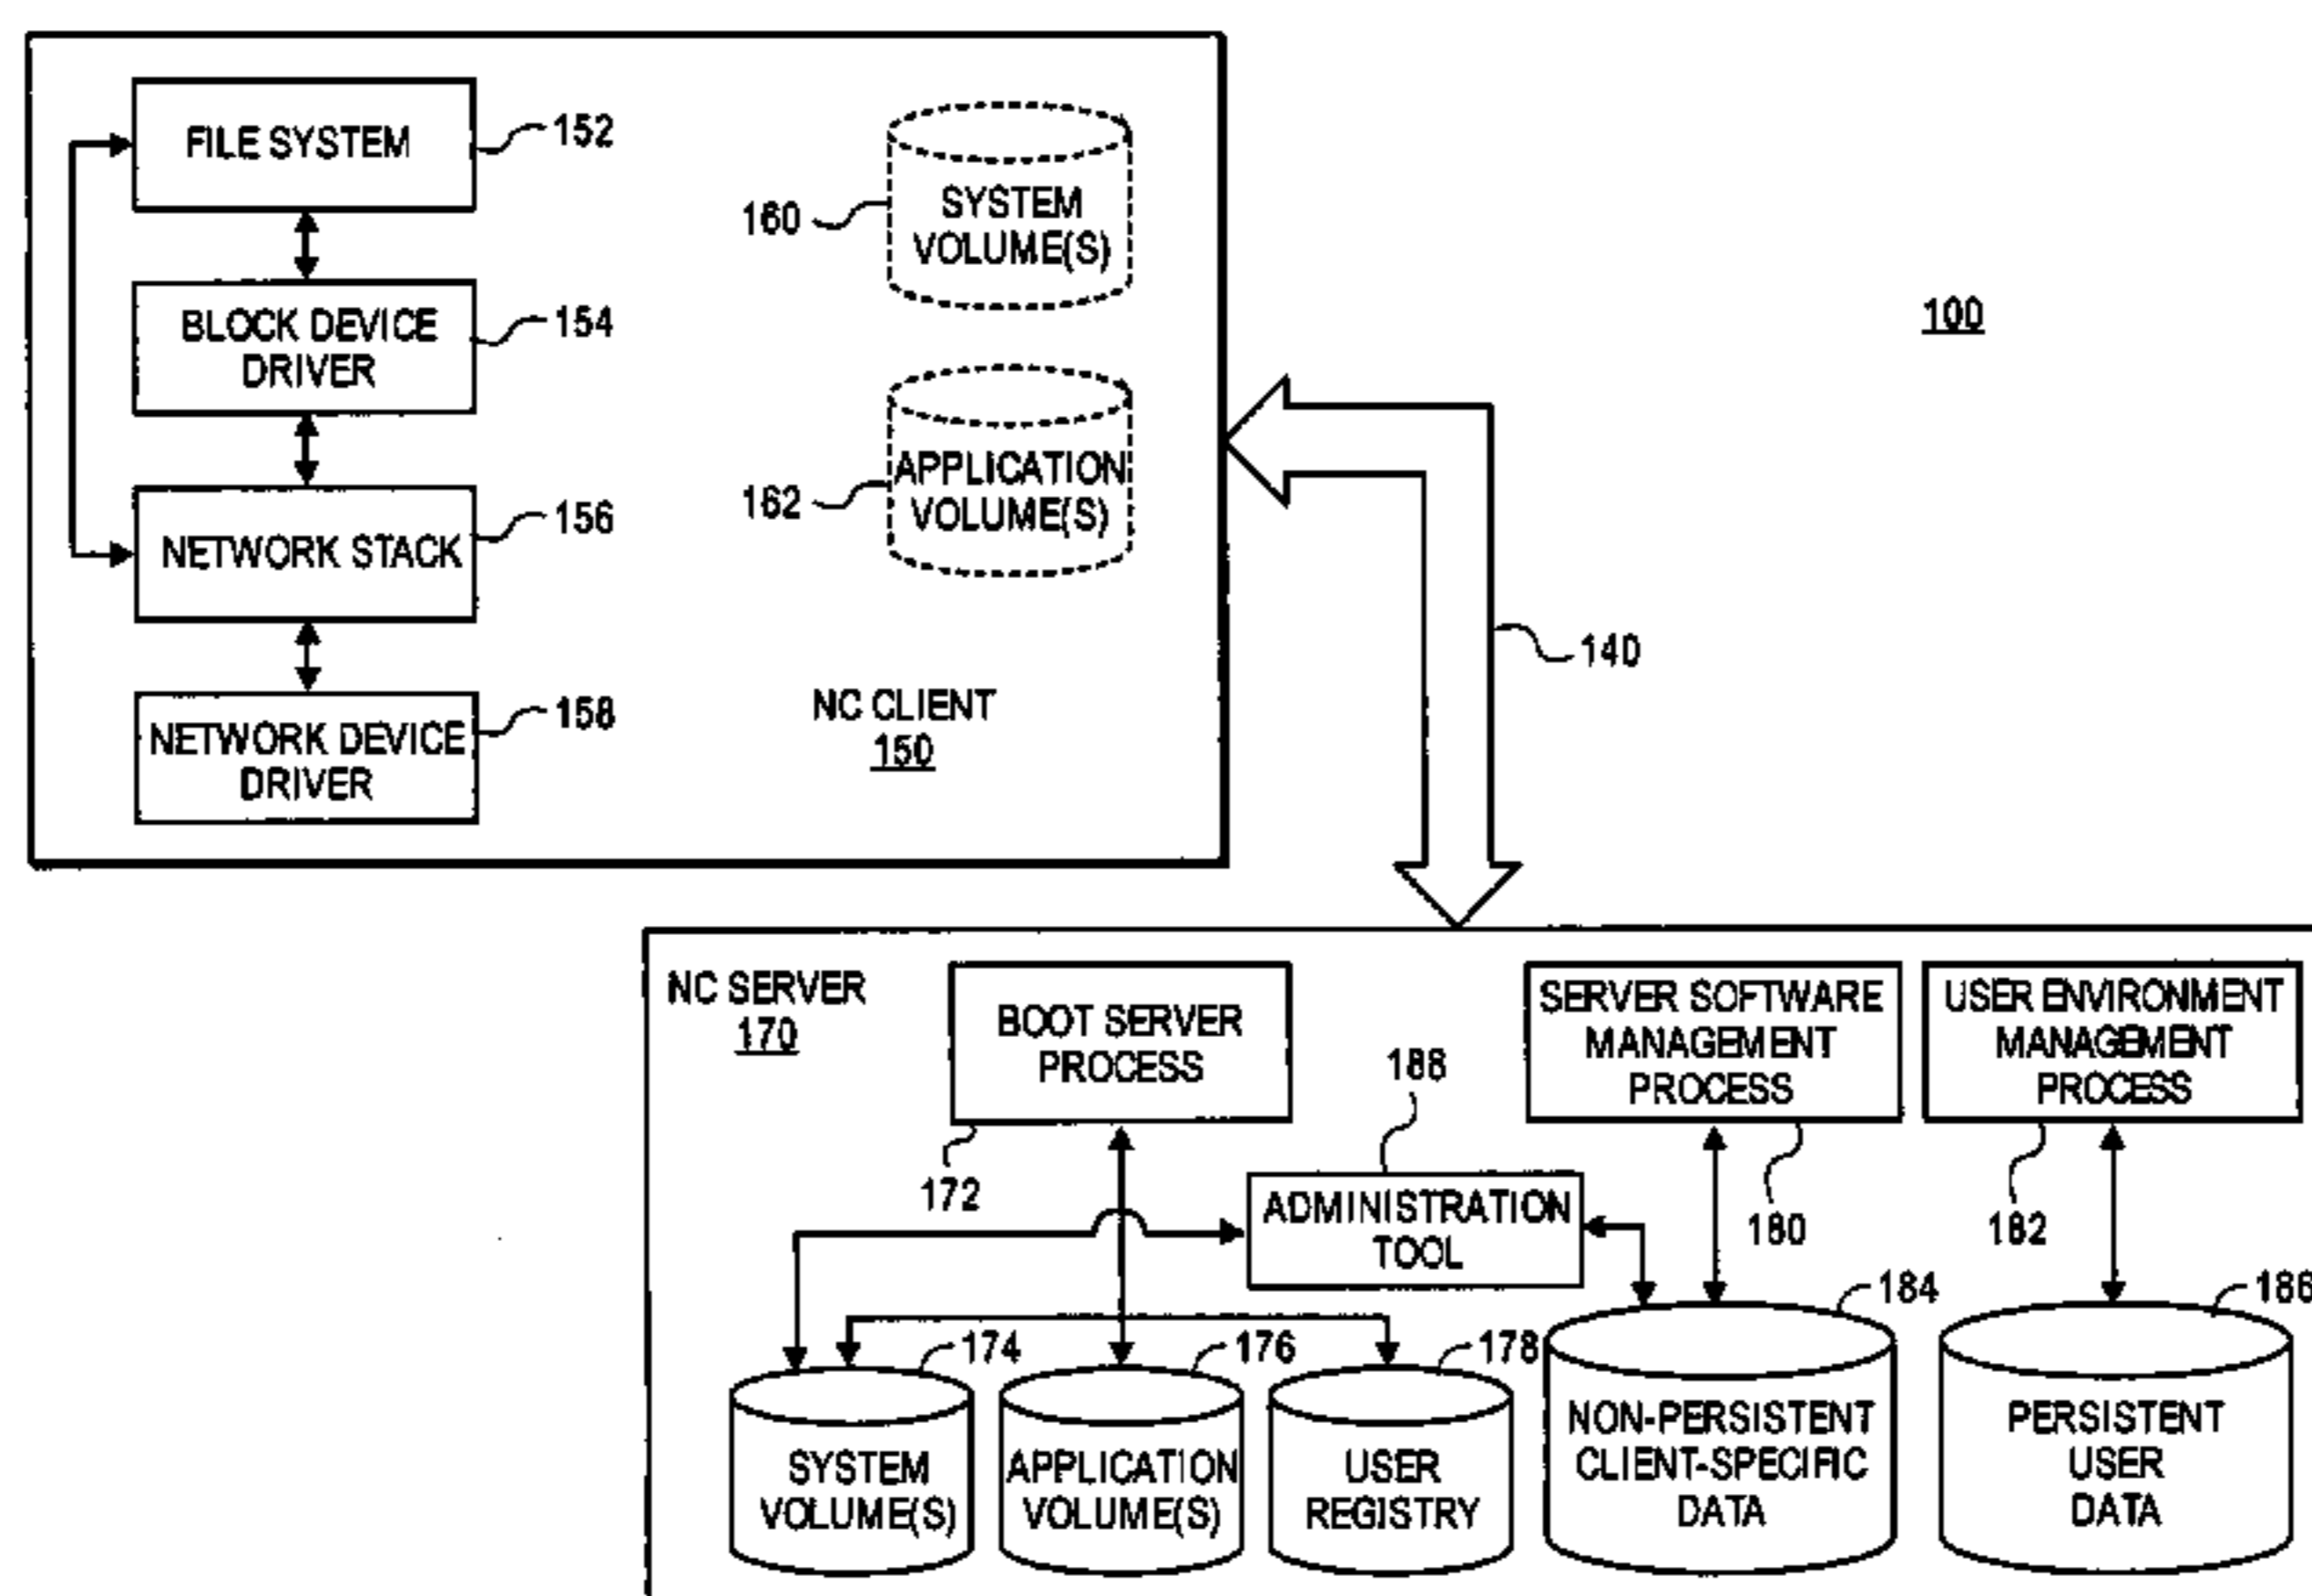 FILE SYSTEM
152
BLOCK DEVICE
DRIVER
154
NETWORK STACK
156
NETWORK DEVICE
DRIVER
158
160
SYSTEM
VOLUME(S)
162
APPLICATION
VOLUME(S)
NC CLIENT
150
100
140
NC SERVER
170
BOOT SERVER
PROCESS
172
188
ADMINISTRATION
TOOL
SERVER SOFTWARE
MANAGEMENT
PROCESS
180
USER ENVIRONMENT
MANAGEMENT
PROCESS
182
174
SYSTEM
VOLUME(S)
176
APPLICATION
VOLUME(S)
178
USER
REGISTRY
184
NON-PERSISTENT
CLIENT-SPECIFIC
DATA
186
PERSISTENT
USER
DATA